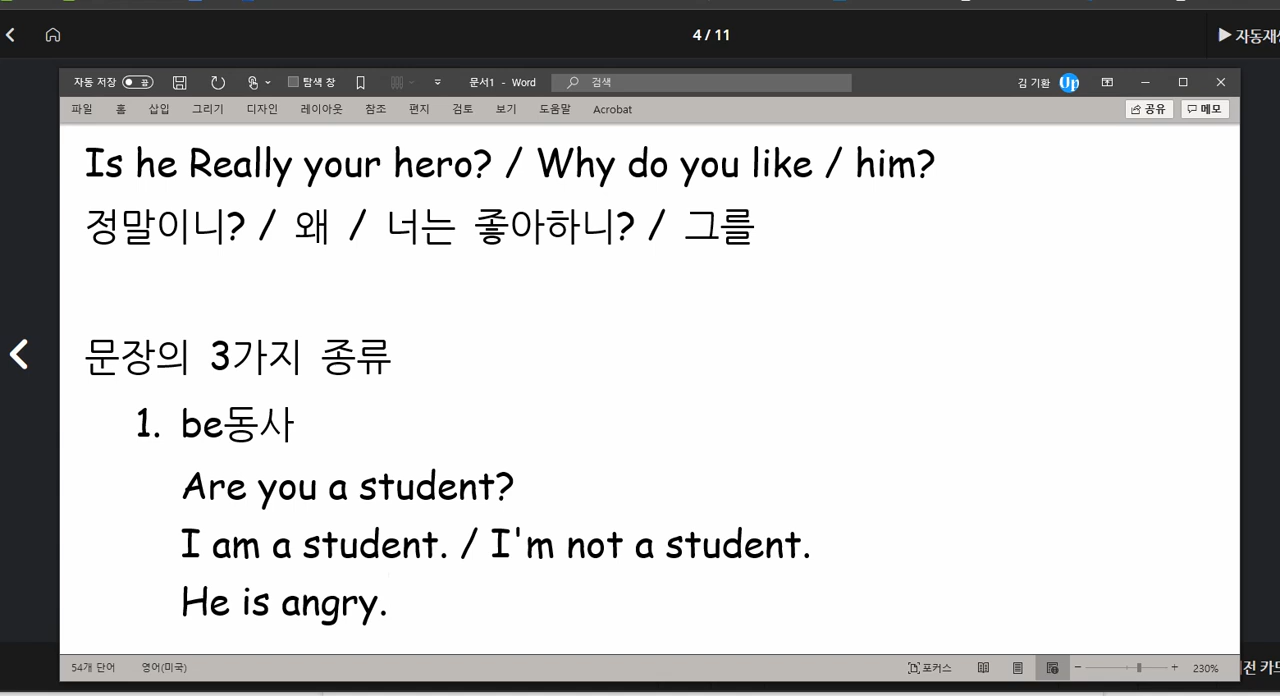 4 / 11
▶ 자동재생
자동 저장 끔 탐색 창 문서1 - Word 검색 김 기환 Up
파일 홈 삽입 그리기 디자인 레이아웃 참조 편지 검토 보기 도움말 Acrobat 공유 메모
Is he Really your hero? / Why do you like / him?
정말이니? / 왜 / 너는 좋아하니? / 그를
문장의 3가지 종류
1. be동사
Are you a student?
I am a student. / I'm not a student.
He is angry.
54개 단어 영어(미국) 포커스 - + 230%